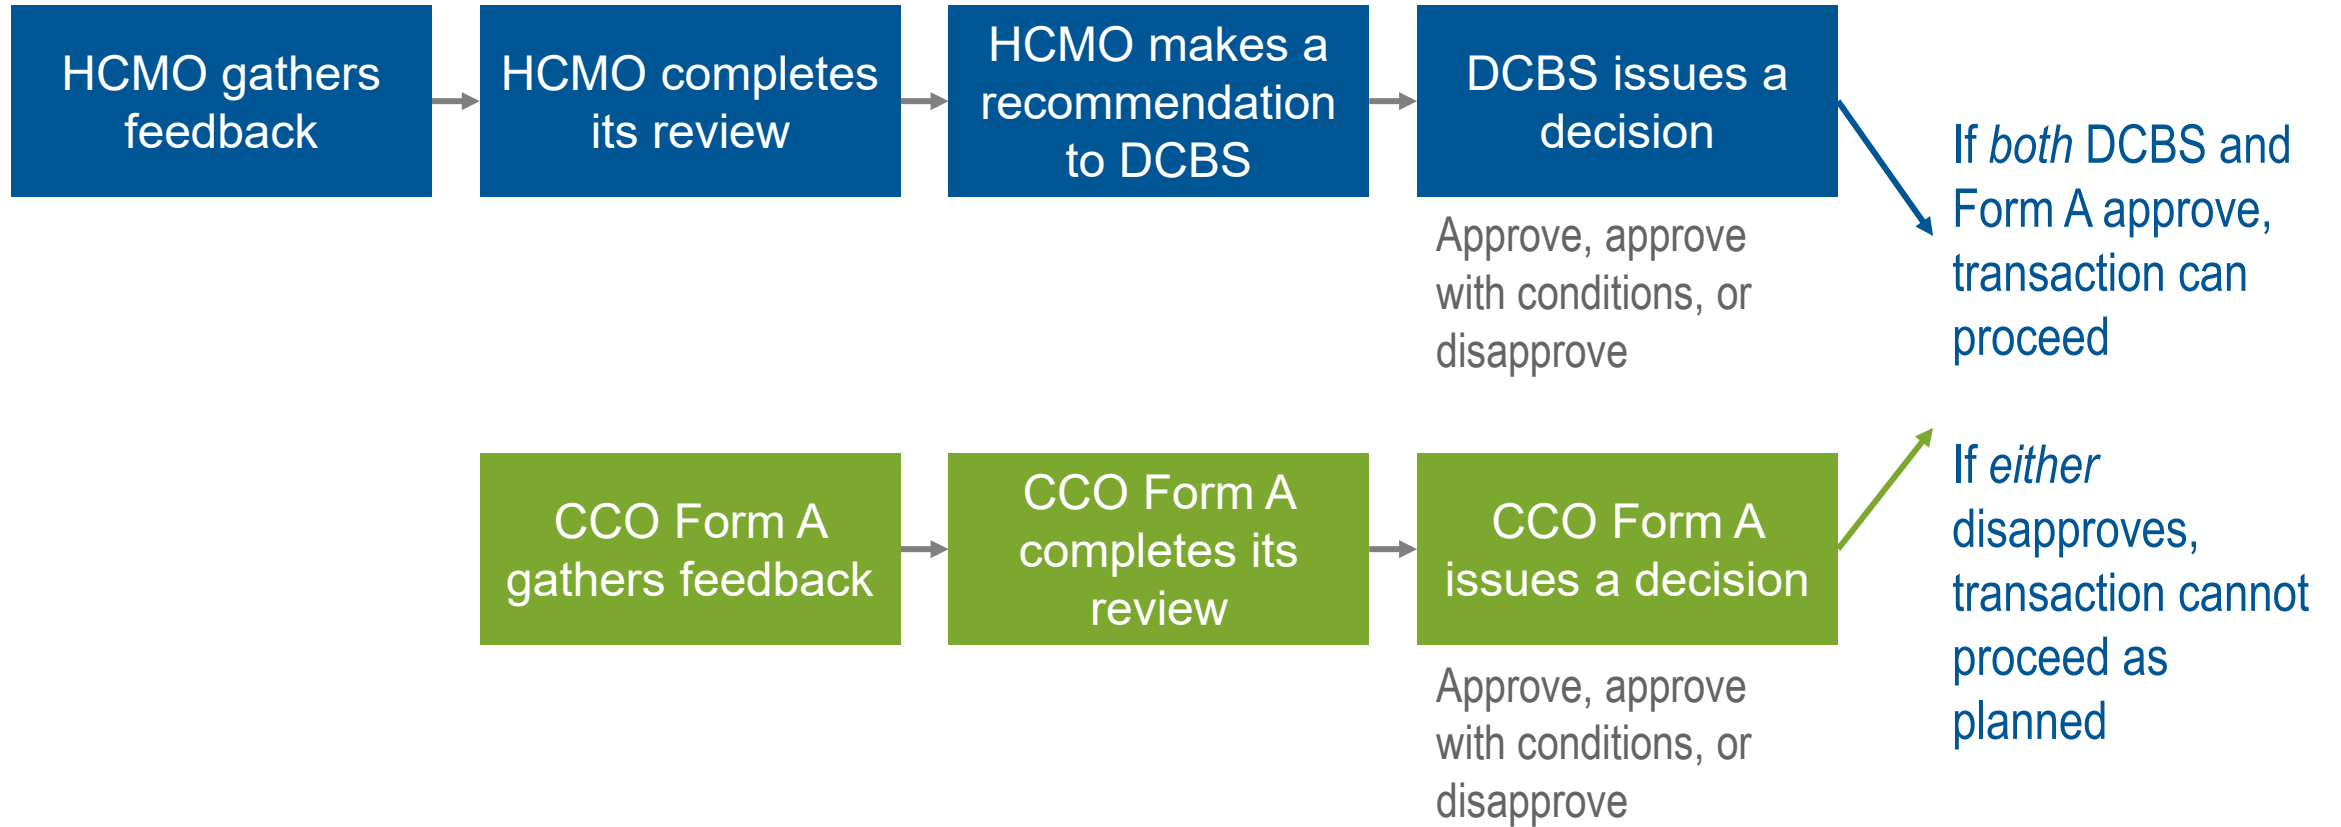 HCMO gathers
feedback
HCMO completes
its review
HCMO makes a
recommendation
to DCBS
DCBS issues a
decision
Approve, approve
with conditions, or
disapprove
If both DCBS and
Form A approve,
transaction can
proceed
CCO Form A
gathers feedback
CCO Form A
completes its
review
CCO Form A
issues a decision
Approve, approve
with conditions, or
disapprove
If either
disapproves,
transaction cannot
proceed as
planned